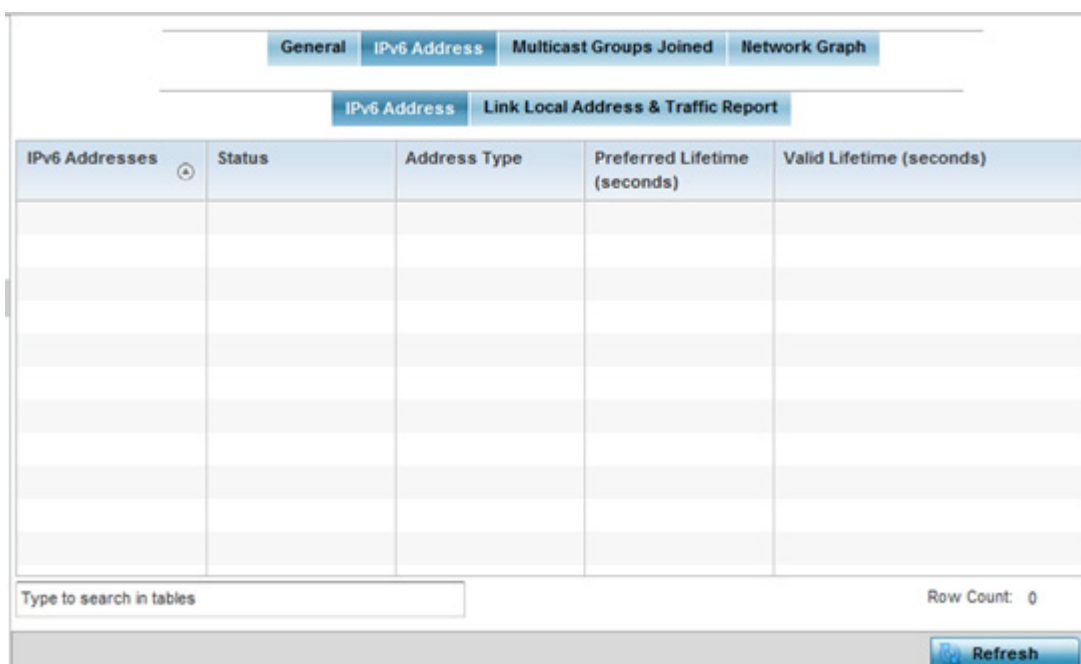 General IPv6 Address Multicast Groups Joined Network Graph
IPv6 Address Link Local Address & Traffic Report
IPv6 Addresses Status Address Type Preferred Lifetime (seconds) Valid Lifetime (seconds)
Type to search in tables Row Count: 0
Refresh